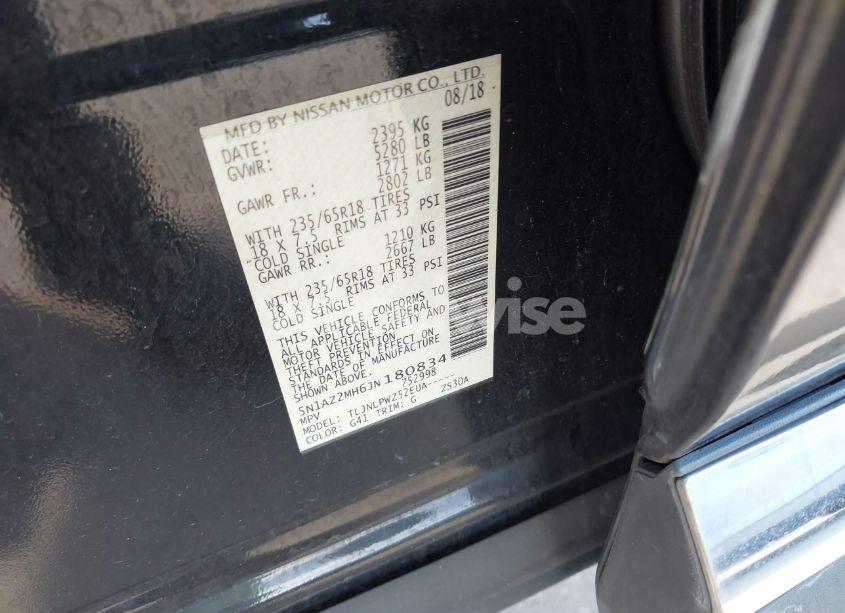 MFD BY NISSAN MOTOR CO., LTD.
DATE: 08/18
GVWR: 2395 KG
5280 LB
GAWR FR.: 1271 KG
2802 LB
WITH 235/65R18 TIRES
18 X 7.5 RIMS AT 33 PSI
COLD SINGLE
GAWR RR.: 1210 KG
2667 LB
WITH 235/65R18 TIRES
18 X 7.5 RIMS AT 33 PSI
COLD SINGLE
THIS VEHICLE CONFORMS TO
ALL APPLICABLE FEDERAL
MOTOR VEHICLE SAFETY AND
THEFT PREVENTION
STANDARDS IN EFFECT ON
THE DATE OF MANUFACTURE
SHOWN ABOVE.
5N1AZ2MH6JN180834
MPV 752998
MODEL: TLJNLPWZ52EUA-----
COLOR: G41 TRIM: G ZS30A
wise